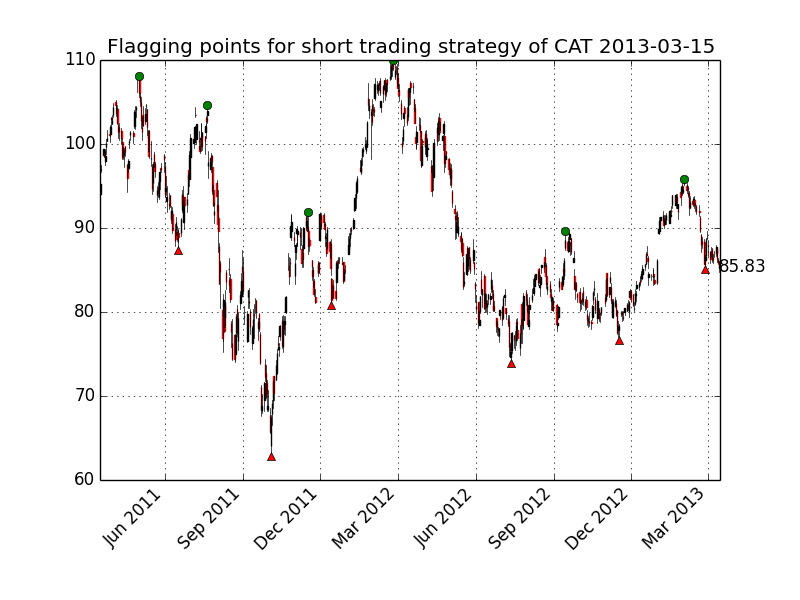 Flagging points for short trading strategy of CAT 2013-03-15
110
100
90
80
70
60
85.83
Jun 2011
Sep 2011
Dec 2011
Mar 2012
Jun 2012
Sep 2012
Dec 2012
Mar 2013